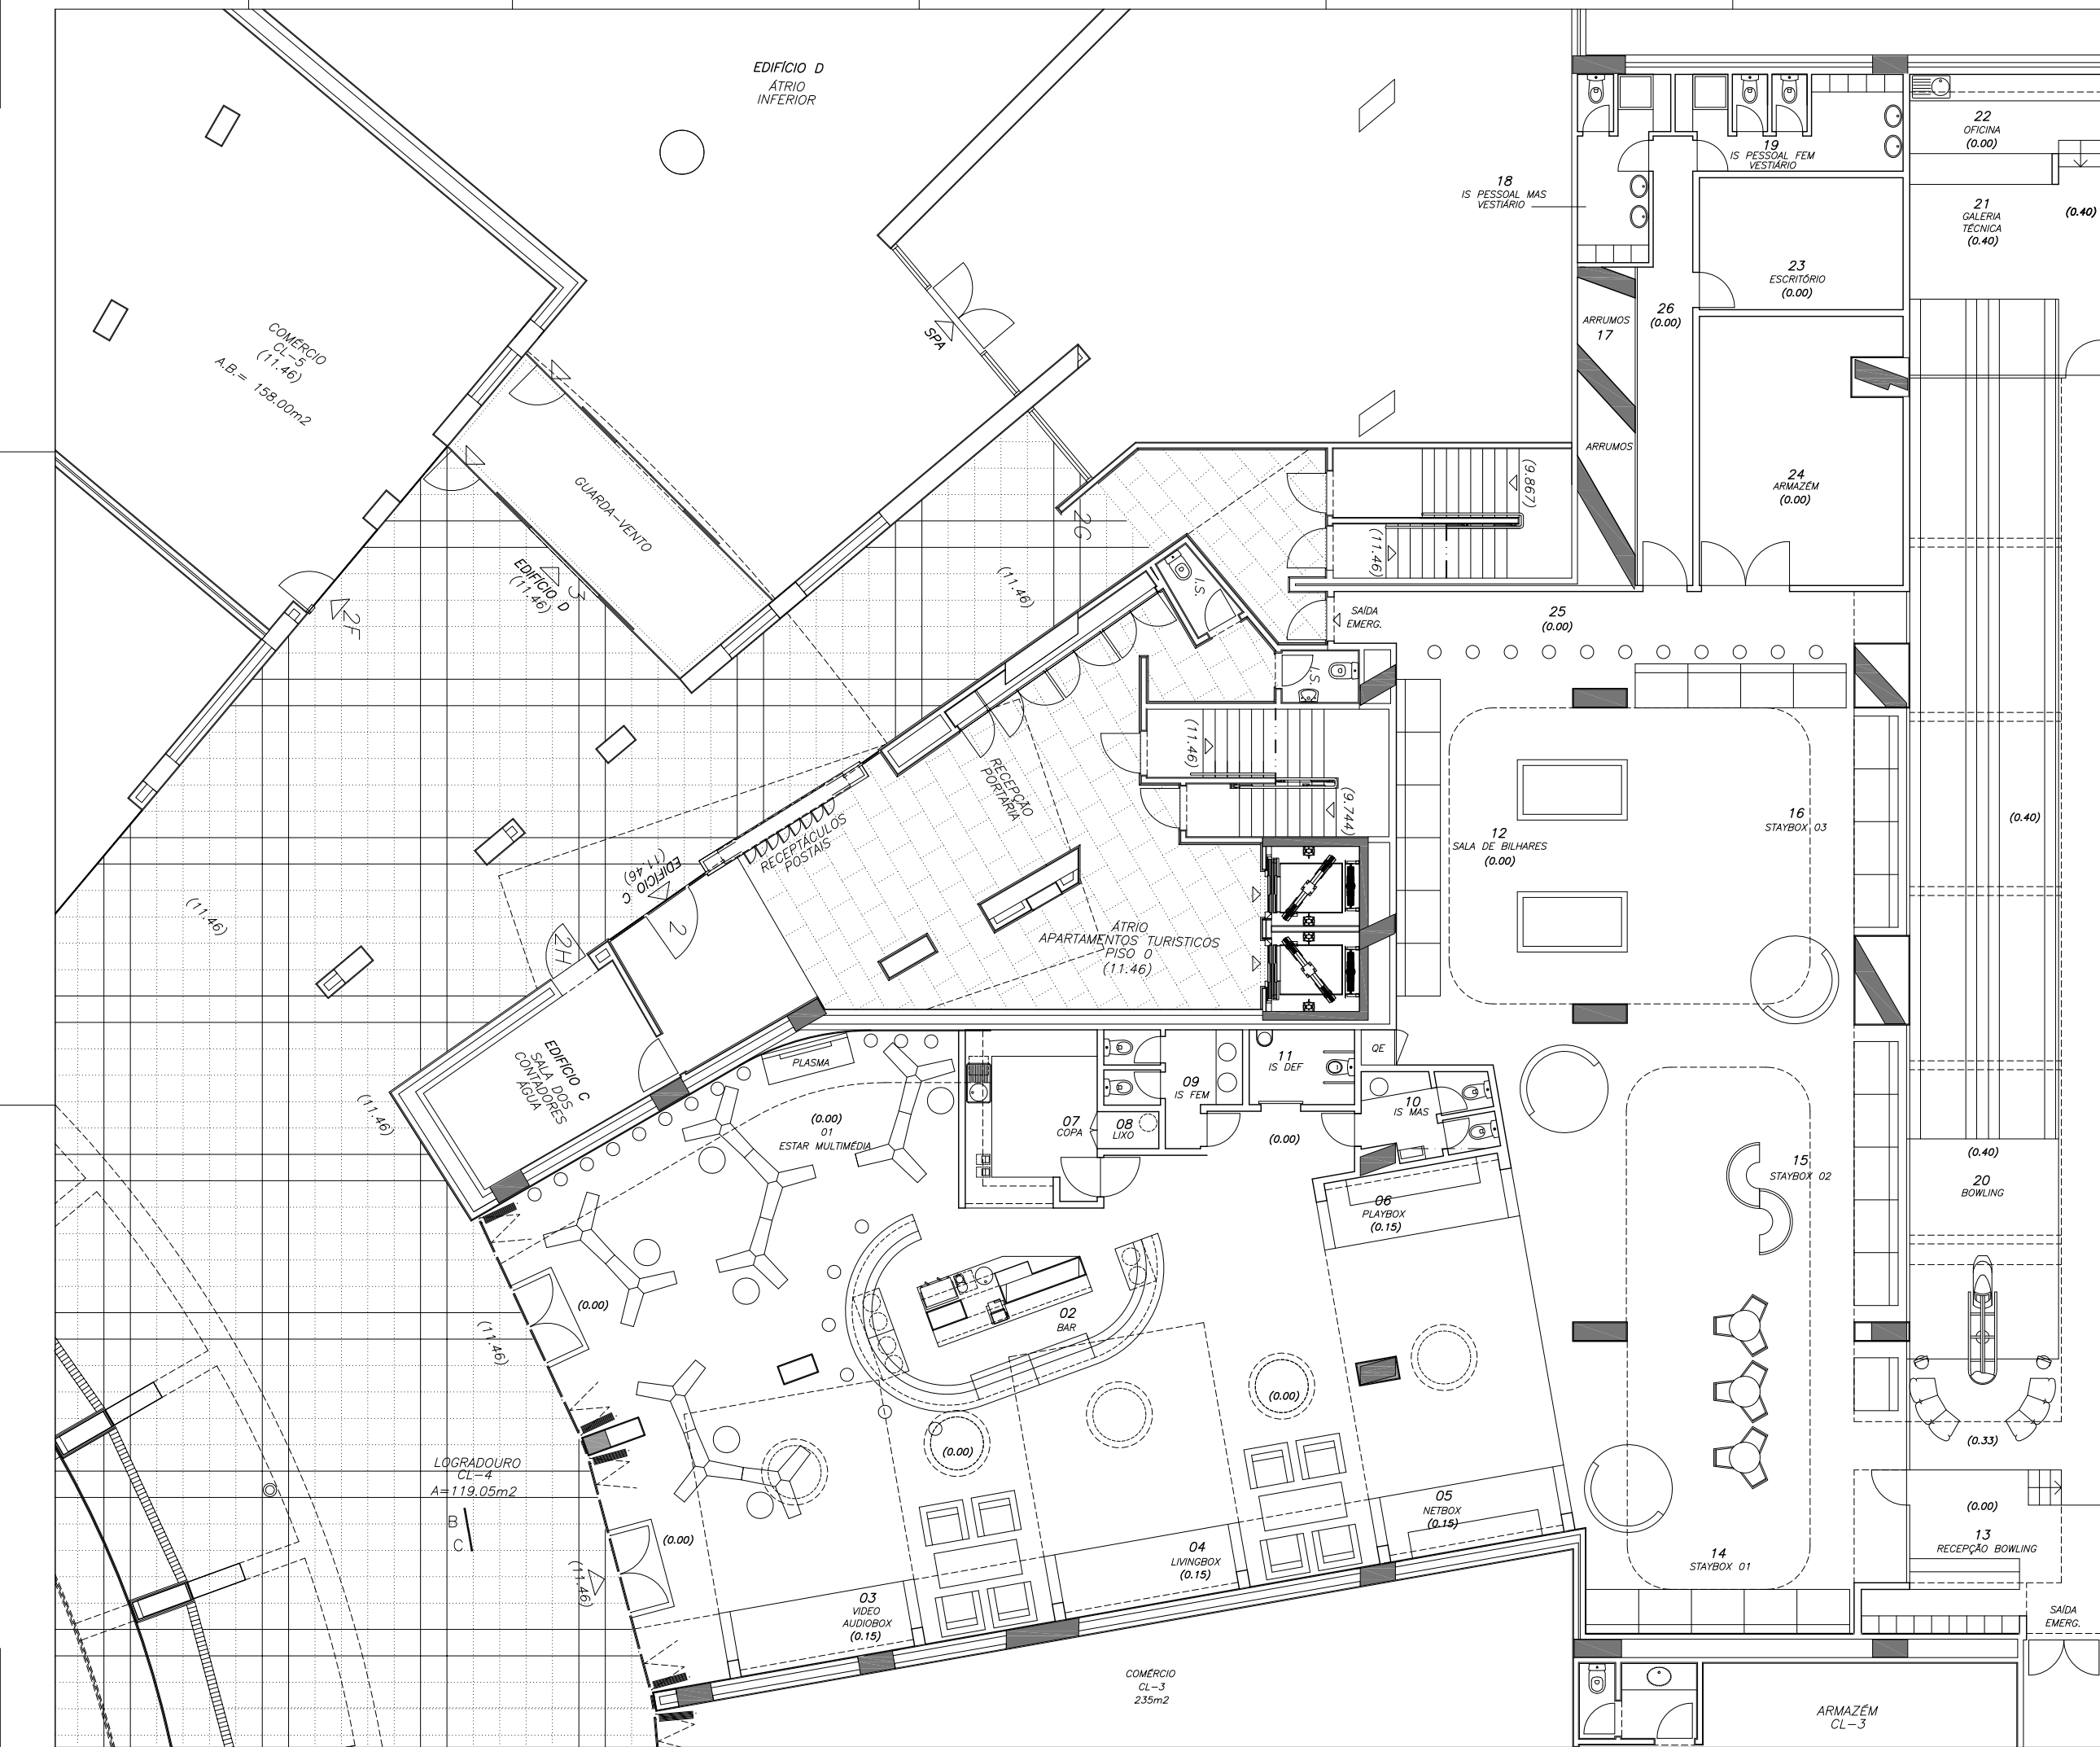 EDIFÍCIO D
ÁTRIO
INFERIOR
22
OFICINA
(0.00)
19
IS PESSOAL FEM
VESTIÁRIO
18
IS PESSOAL MAS
VESTIÁRIO
21
GALERIA
TÉCNICA
(0.40)
(0.40)
23
ESCRITÓRIO
(0.00)
26
(0.00)
ARRUMOS
17
ARRUMOS
COMÉRCIO
CL-5
(11.46)
A.B.= 158.00m2
SPA
24
ARMAZÉM
(0.00)
GUARDA-VENTO
(9.867)
(11.46)
2G
EDIFÍCIO D
(11.46)
3
2F
(11.46)
I.S.
SAÍDA
EMERG.
25
(0.00)
I.S.
(11.46)
(9.744)
RECEPÇÃO
PORTARIA
RECEPTÁCULOS
POSTAIS
12
SALA DE BILHARES
(0.00)
16
STAYBOX 03
(0.40)
EDIFÍCIO C
(11.46)
2
2H
(11.46)
ÁTRIO
APARTAMENTOS TURISTICOS
PISO 0
(11.46)
EDIFÍCIO C
SALA DOS
CONTADORES
ÁGUA
(11.46)
PLASMA
(0.00)
01
ESTAR MULTIMÉDIA
07
COPA
08
LIXO
09
IS FEM
11
IS DEF
QE
10
IS MAS
(0.00)
15
STAYBOX 02
(0.40)
20
BOWLING
06
PLAYBOX
(0.15)
(0.00)
(11.46)
02
BAR
(0.00)
(0.00)
(0.33)
LOGRADOURO
CL-4
A=119.05m2
B
C
(0.00)
(11.46)
05
NETBOX
(0.15)
04
LIVINGBOX
(0.15)
03
VIDEO
AUDIOBOX
(0.15)
14
STAYBOX 01
(0.00)
13
RECEPÇÃO BOWLING
SAÍDA
EMERG.
COMÉRCIO
CL-3
235m2
ARMAZÉM
CL-3